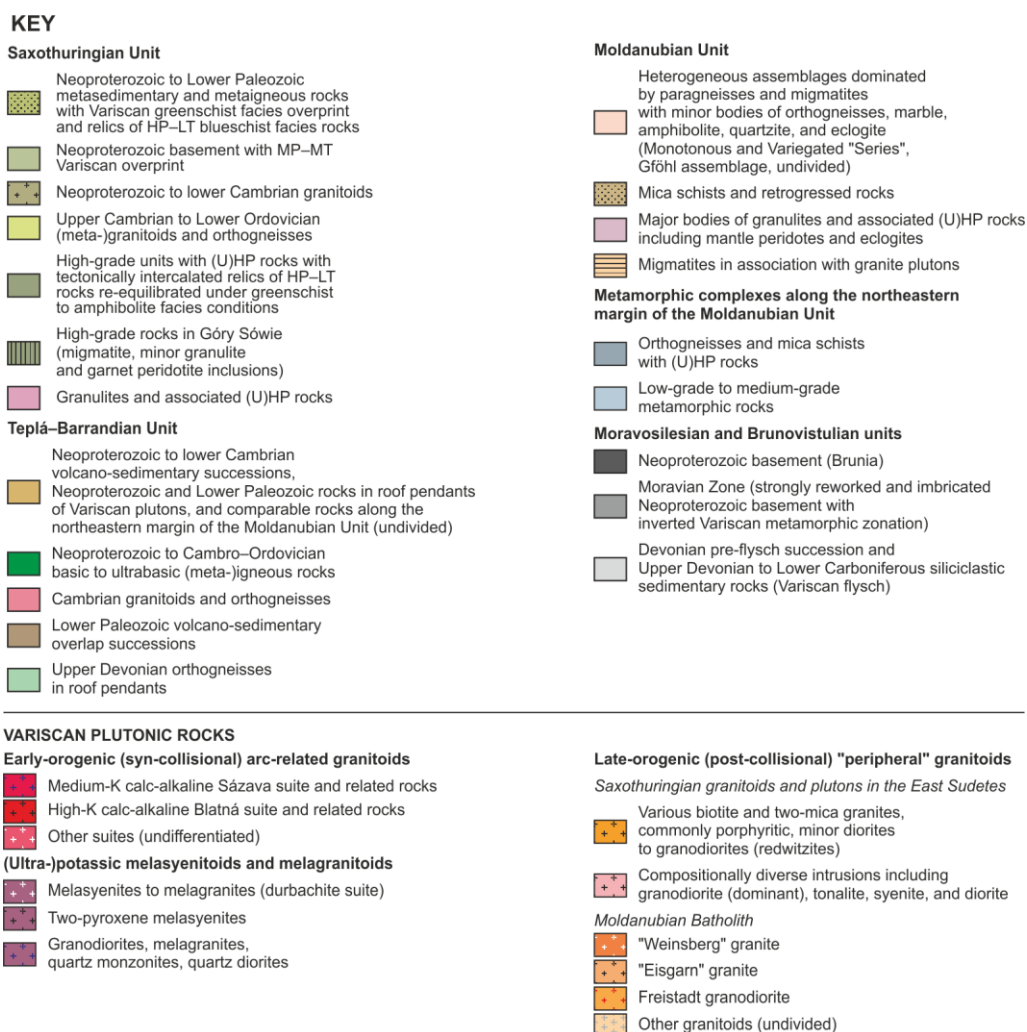 KEY
Saxothuringian Unit
Neoproterozoic to Lower Paleozoic
metasedimentary and metaigneous rocks
with Variscan greenschist facies overprint
and relics of HP–LT blueschist facies rocks
Neoproterozoic basement with MP–MT
Variscan overprint
Neoproterozoic to lower Cambrian granitoids
Upper Cambrian to Lower Ordovician
(meta-)granitoids and orthogneisses
High-grade units with (U)HP rocks with
tectonically intercalated relics of HP–LT
rocks re-equilibrated under greenschist
to amphibolite facies conditions
High-grade rocks in Góry Sówie
(migmatite, minor granulite
and garnet peridotite inclusions)
Granulites and associated (U)HP rocks
Teplá–Barrandian Unit
Neoproterozoic to lower Cambrian
volcano-sedimentary successions,
Neoproterozoic and Lower Paleozoic rocks in roof pendants
of Variscan plutons, and comparable rocks along the
northeastern margin of the Moldanubian Unit (undivided)
Neoproterozoic to Cambro–Ordovician
basic to ultrabasic (meta-)igneous rocks
Cambrian granitoids and orthogneisses
Lower Paleozoic volcano-sedimentary
overlap successions
Upper Devonian orthogneisses
in roof pendants
Moldanubian Unit
Heterogeneous assemblages dominated
by paragneisses and migmatites
with minor bodies of orthogneisses, marble,
amphibolite, quartzite, and eclogite
(Monotonous and Variegated "Series",
Gföhl assemblage, undivided)
Mica schists and retrogressed rocks
Major bodies of granulites and associated (U)HP rocks
including mantle peridotes and eclogites
Migmatites in association with granite plutons
Metamorphic complexes along the northeastern
margin of the Moldanubian Unit
Orthogneisses and mica schists
with (U)HP rocks
Low-grade to medium-grade
metamorphic rocks
Moravosilesian and Brunovistulian units
Neoproterozoic basement (Brunia)
Moravian Zone (strongly reworked and imbricated
Neoproterozoic basement with
inverted Variscan metamorphic zonation)
Devonian pre-flysch succession and
Upper Devonian to Lower Carboniferous siliciclastic
sedimentary rocks (Variscan flysch)
VARISCAN PLUTONIC ROCKS
Early-orogenic (syn-collisional) arc-related granitoids
Medium-K calc-alkaline Sázava suite and related rocks
High-K calc-alkaline Blatná suite and related rocks
Other suites (undifferentiated)
(Ultra-)potassic melasyenitoids and melagranitoids
Melasyenites to melagranites (durbachite suite)
Two-pyroxene melasyenites
Granodiorites, melagranites,
quartz monzonites, quartz diorites
Late-orogenic (post-collisional) "peripheral" granitoids
Saxothuringian granitoids and plutons in the East Sudetes
Various biotite and two-mica granites,
commonly porphyritic, minor diorites
to granodiorites (redwitzites)
Compositionally diverse intrusions including
granodiorite (dominant), tonalite, syenite, and diorite
Moldanubian Batholith
"Weinsberg" granite
"Eisgarn" granite
Freistadt granodiorite
Other granitoids (undivided)